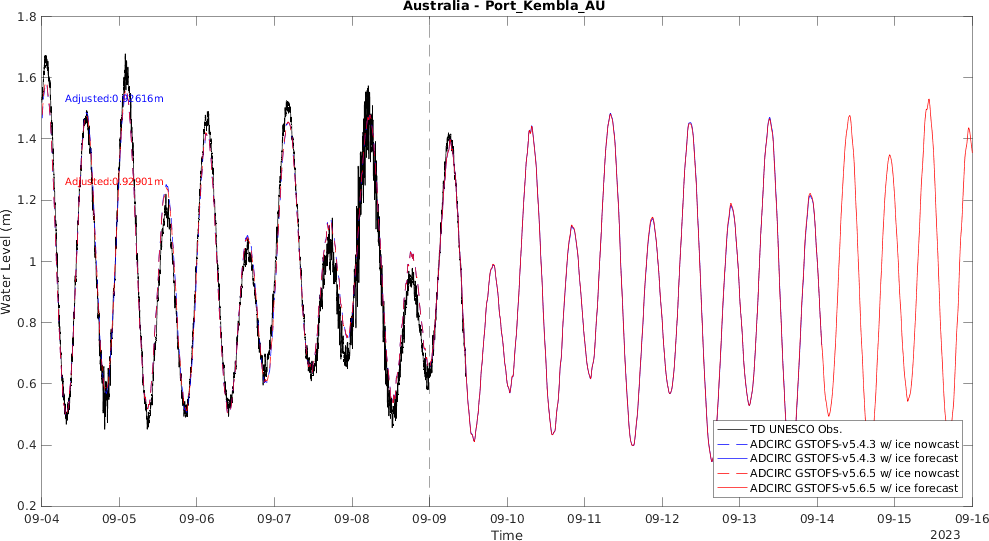 Australia - Port_Kembla_AU
Water Level (m)
1.8
1.6
1.4
1.2
1
0.8
0.6
0.4
0.2
Adjusted:0.92616m
Adjusted:0.92901m
TD UNESCO Obs.
ADCIRC GSTOFS-v5.4.3 w/ ice nowcast
ADCIRC GSTOFS-v5.4.3 w/ ice forecast
ADCIRC GSTOFS-v5.6.5 w/ ice nowcast
ADCIRC GSTOFS-v5.6.5 w/ ice forecast
09-04 09-05 09-06 09-07 09-08 09-09 09-10 09-11 09-12 09-13 09-14 09-15 09-16
Time
2023